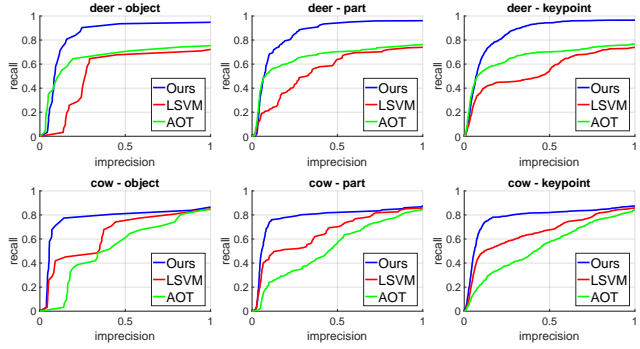 deer - object
deer - part
deer - keypoint
1
0.8
0.6
0.4
0.2
0
recall
Ours
LSVM
AOT
0
0.5
1
imprecision
1
0.8
0.6
0.4
0.2
0
recall
Ours
LSVM
AOT
0
0.5
1
imprecision
1
0.8
0.6
0.4
0.2
0
recall
Ours
LSVM
AOT
0
0.5
1
imprecision
cow - object
cow - part
cow - keypoint
1
0.8
0.6
0.4
0.2
0
recall
Ours
LSVM
AOT
0
0.5
1
imprecision
1
0.8
0.6
0.4
0.2
0
recall
Ours
LSVM
AOT
0
0.5
1
imprecision
1
0.8
0.6
0.4
0.2
0
recall
Ours
LSVM
AOT
0
0.5
1
imprecision